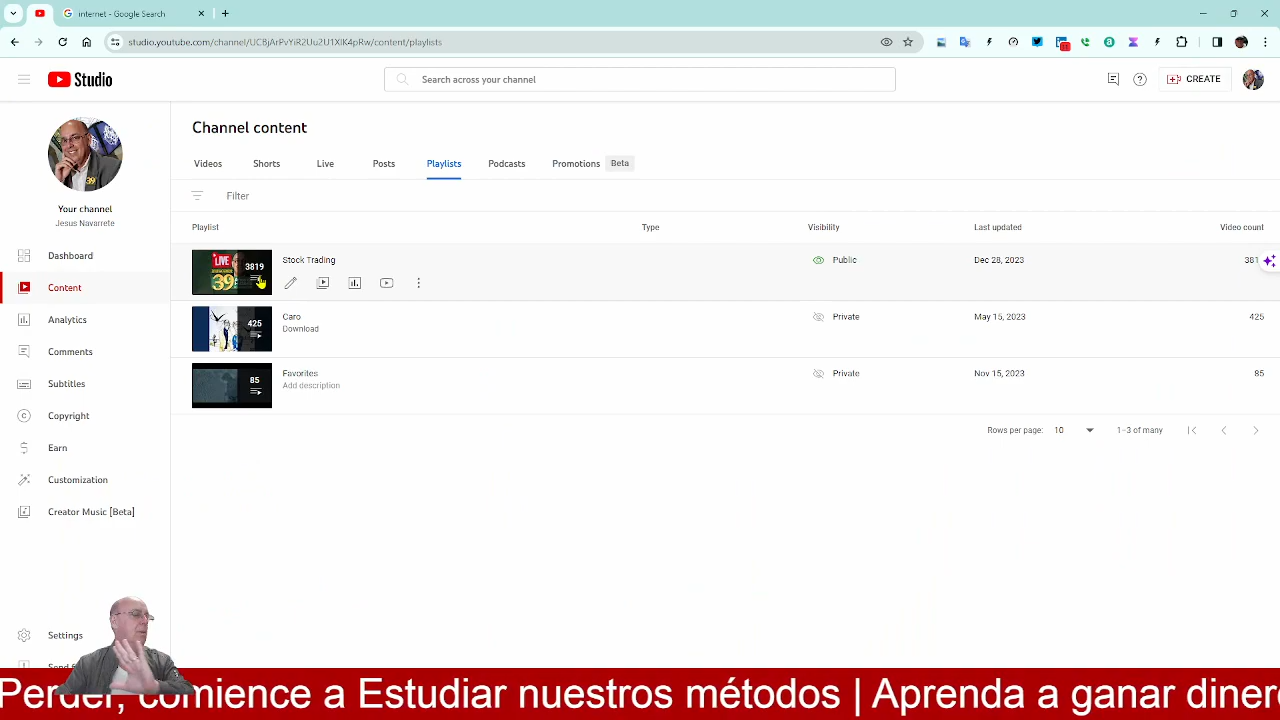 internet - Google Search
studio.youtube.com/channel/UCBjArPvYiR2Uu2U1XlK4pRw/content/playlists
Studio
Search across your channel
CREATE
Your channel
Jesus Navarrete
Dashboard
Content
Analytics
Comments
Subtitles
Copyright
Earn
Customization
Creator Music [Beta]
Settings
Channel content
Videos Shorts Live Posts Playlists Podcasts Promotions Beta
Filter
Playlist Type Visibility Last updated Video count
LIVE
39
3819
Stock Trading
Public
Dec 28, 2023
381
425
Caro
Download
Private
May 15, 2023
425
85
Favorites
Add description
Private
Nov 15, 2023
85
Rows per page: 10 1–3 of many
Perder, comience a Estudiar nuestros métodos | Aprenda a ganar diner